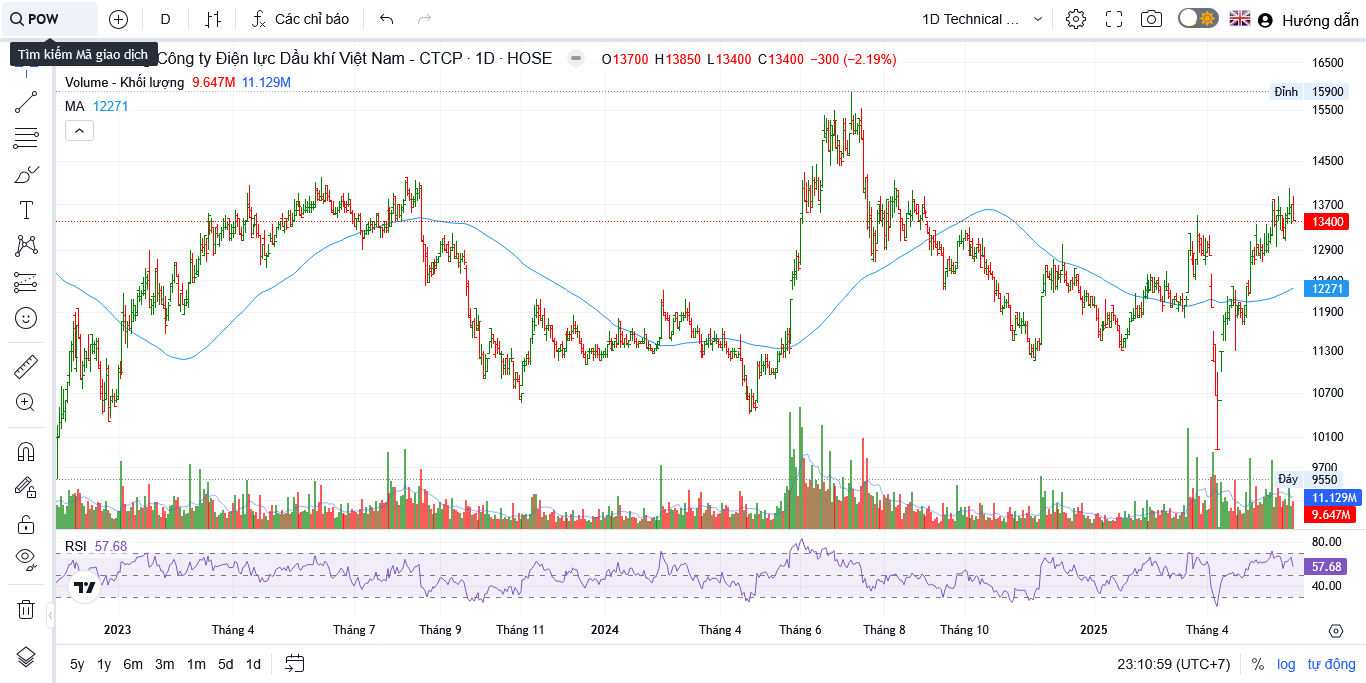 POW
D
Các chỉ báo
1D Technical ...
Hướng dẫn
Tìm kiếm Mã giao dịch
Công ty Điện lực Dầu khí Việt Nam - CTCP · 1D · HOSE
O13700 H13850 L13400 C13400 −300 (−2.19%)
Volume - Khối lượng 9.647M 11.129M
MA 12271
16500
Đỉnh 15900
15500
14500
13700
13400
12900
12400
12271
11900
11300
10700
10100
9700
Đáy 9550
11.129M
9.647M
RSI 57.68
80.00
57.68
40.00
2023 Tháng 4 Tháng 7 Tháng 9 Tháng 11 2024 Tháng 4 Tháng 6 Tháng 8 Tháng 10 2025 Tháng 4
5y 1y 6m 3m 1m 5d 1d
23:10:59 (UTC+7) % log tự động